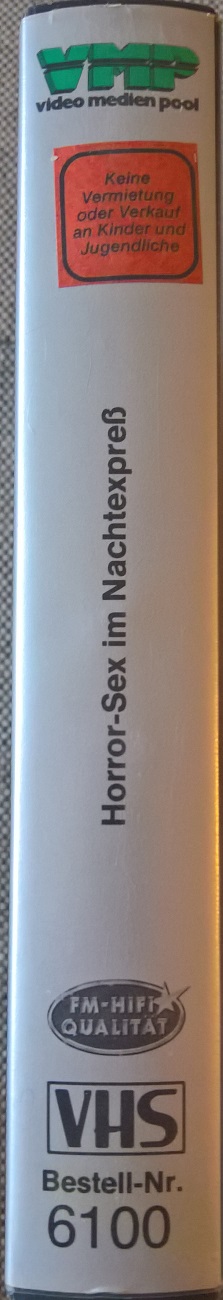 VMP
video medien pool
Keine
Vermietung
oder Verkauf
an Kinder und
Jugendliche
Horror-Sex im Nachtexpreß
FM-HIFI
QUALITÄT
VHS
Bestell-Nr.
6100